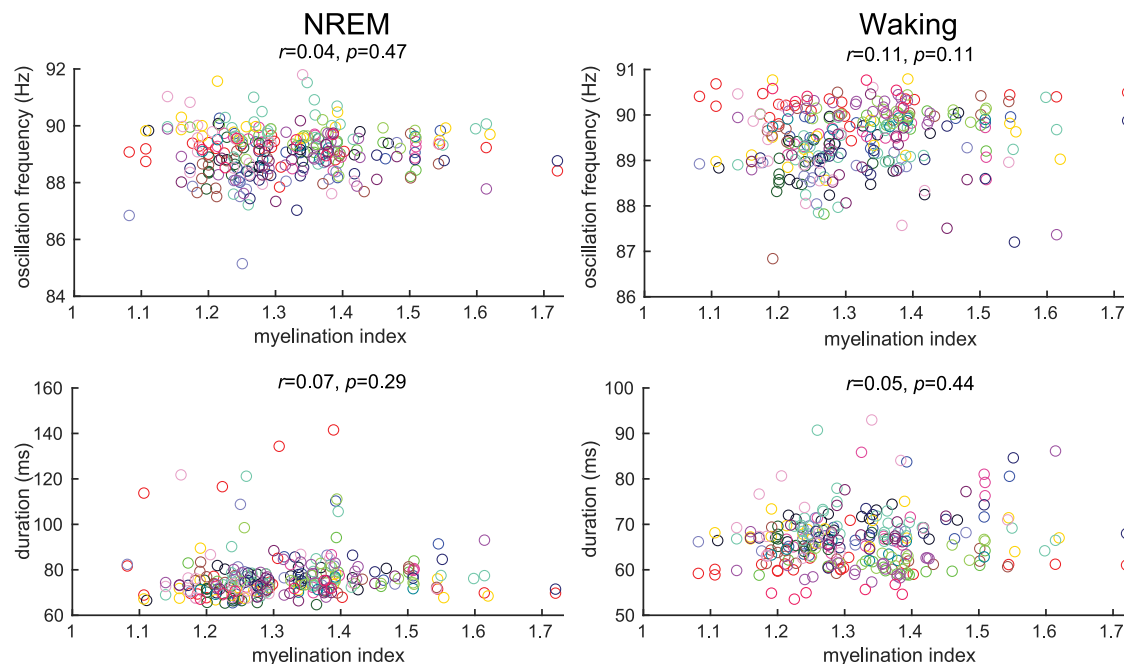 NREM
r=0.04, p=0.47
92
90
88
86
84
oscillation frequency (Hz)
1 1.1 1.2 1.3 1.4 1.5 1.6 1.7
myelination index
Waking
r=0.11, p=0.11
91
90
89
88
87
86
oscillation frequency (Hz)
1 1.1 1.2 1.3 1.4 1.5 1.6 1.7
myelination index
r=0.07, p=0.29
160
140
120
100
80
60
duration (ms)
1 1.1 1.2 1.3 1.4 1.5 1.6 1.7
myelination index
r=0.05, p=0.44
100
90
80
70
60
50
duration (ms)
1 1.1 1.2 1.3 1.4 1.5 1.6 1.7
myelination index